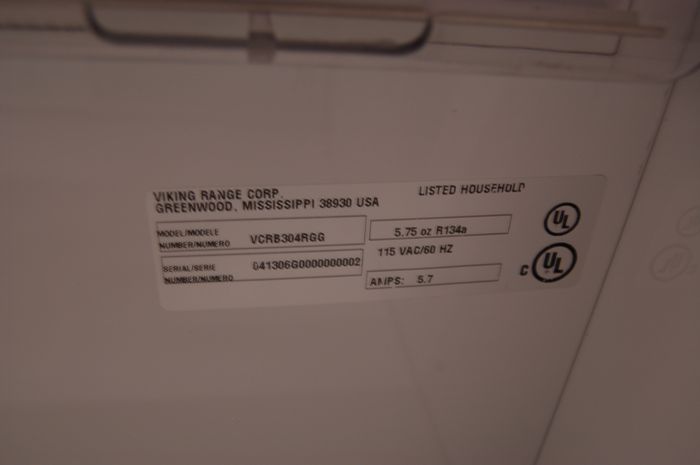 VIKING RANGE CORP.
GREENWOOD, MISSISSIPPI 38930 USA
LISTED HOUSEHOLD
MODEL/MODELE
NUMBER/NUMERO VCRB304RGG
5.75 oz R134a
SERIAL/SERIE
NUMBER/NUMERO 041306G0000000002
115 VAC/60 HZ
AMPS: 5.7
UL
C UL